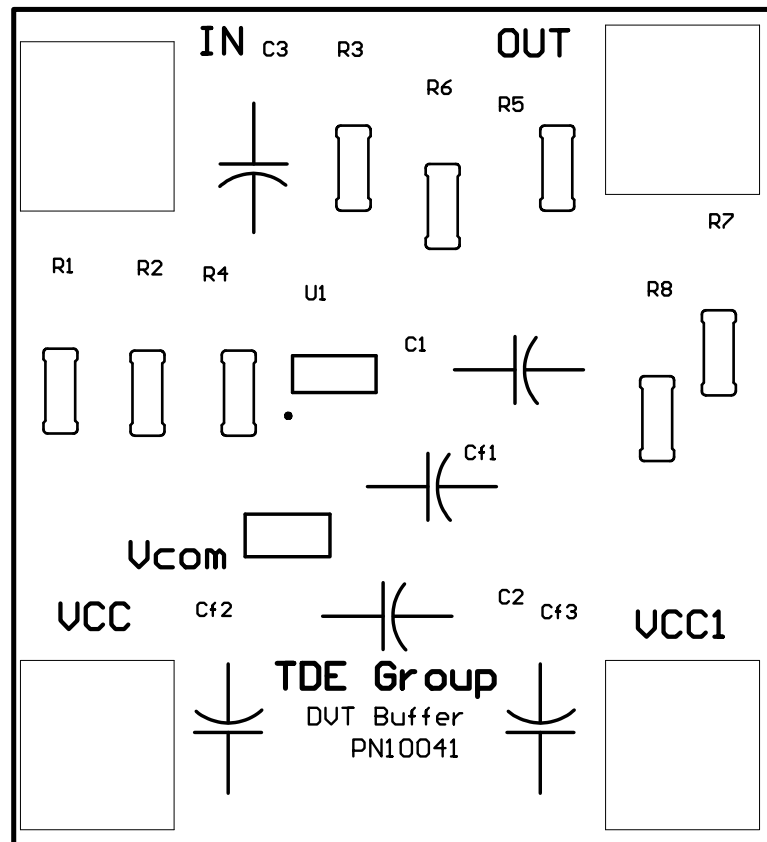 IN
C3
R3
OUT
R6
R5
R7
R1
R2
R4
U1
R8
C1
Cf1
Vcom
VCC
Cf2
C2
Cf3
VCC1
TDE Group
DVT Buffer
PN10041